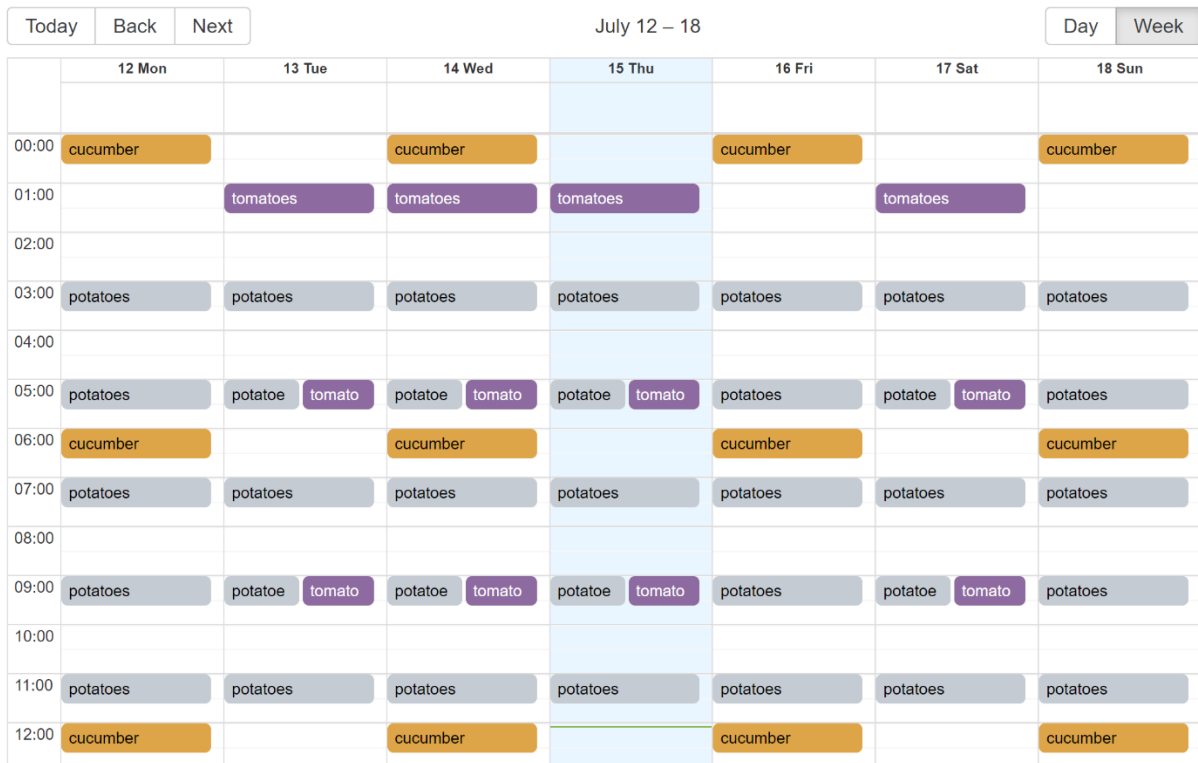 Today Back Next July 12 – 18 Day Week
12 Mon 13 Tue 14 Wed 15 Thu 16 Fri 17 Sat 18 Sun
00:00 cucumber cucumber cucumber cucumber
01:00 tomatoes tomatoes tomatoes tomatoes
02:00
03:00 potatoes potatoes potatoes potatoes potatoes potatoes potatoes
04:00
05:00 potatoes potatoe tomato potatoe tomato potatoe tomato potatoes potatoe tomato potatoes
06:00 cucumber cucumber cucumber cucumber
07:00 potatoes potatoes potatoes potatoes potatoes potatoes potatoes
08:00
09:00 potatoes potatoe tomato potatoe tomato potatoe tomato potatoes potatoe tomato potatoes
10:00
11:00 potatoes potatoes potatoes potatoes potatoes potatoes potatoes
12:00 cucumber cucumber cucumber cucumber